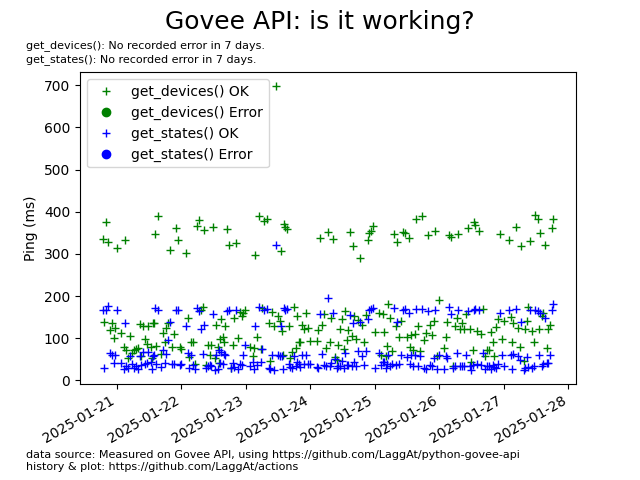 Govee API: is it working?
get_devices(): No recorded error in 7 days.
get_states(): No recorded error in 7 days.
get_devices() OK
get_devices() Error
get_states() OK
get_states() Error
Ping (ms)
700
600
500
400
300
200
100
0
2025-01-21
2025-01-22
2025-01-23
2025-01-24
2025-01-25
2025-01-26
2025-01-27
2025-01-28
data source: Measured on Govee API, using https://github.com/LaggAt/python-govee-api
history & plot: https://github.com/LaggAt/actions